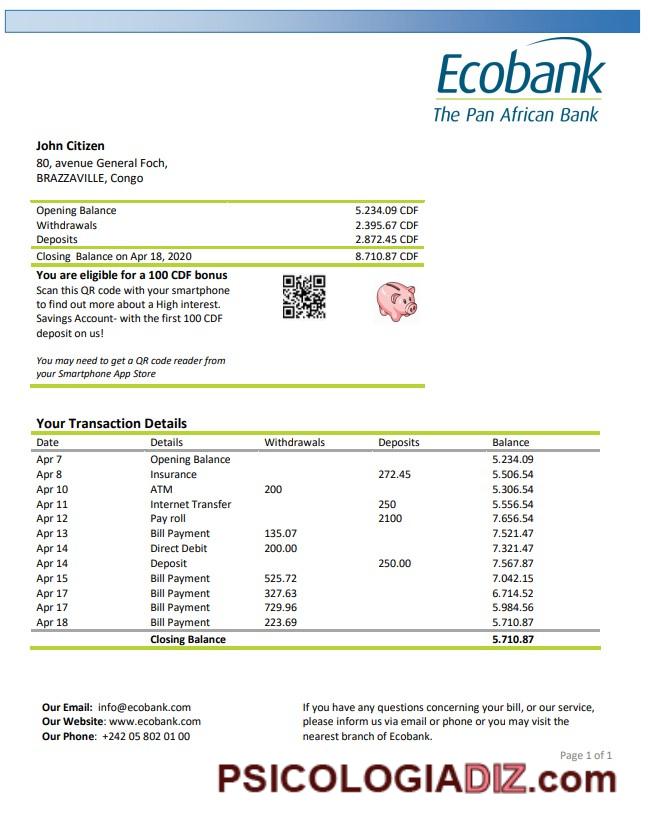 Ecobank
The Pan African Bank
John Citizen
80, avenue General Foch,
BRAZZAVILLE, Congo
Opening Balance 5.234.09 CDF
Withdrawals 2.395.67 CDF
Deposits 2.872.45 CDF
Closing Balance on Apr 18, 2020 8.710.87 CDF
You are eligible for a 100 CDF bonus
Scan this QR code with your smartphone
to find out more about a High interest.
Savings Account- with the first 100 CDF
deposit on us!
You may need to get a QR code reader from
your Smartphone App Store
Your Transaction Details
Date Details Withdrawals Deposits Balance
Apr 7 Opening Balance 5.234.09
Apr 8 Insurance 272.45 5.506.54
Apr 10 ATM 200 5.306.54
Apr 11 Internet Transfer 250 5.556.54
Apr 12 Pay roll 2100 7.656.54
Apr 13 Bill Payment 135.07 7.521.47
Apr 14 Direct Debit 200.00 7.321.47
Apr 14 Deposit 250.00 7.567.87
Apr 15 Bill Payment 525.72 7.042.15
Apr 17 Bill Payment 327.63 6.714.52
Apr 17 Bill Payment 729.96 5.984.56
Apr 18 Bill Payment 223.69 5.710.87
Closing Balance 5.710.87
Our Email: info@ecobank.com
Our Website: www.ecobank.com
Our Phone: +242 05 802 01 00
If you have any questions concerning your bill, or our service,
please inform us via email or phone or you may visit the
nearest branch of Ecobank.
Page 1 of 1
PSICOLOGIADIZ.com